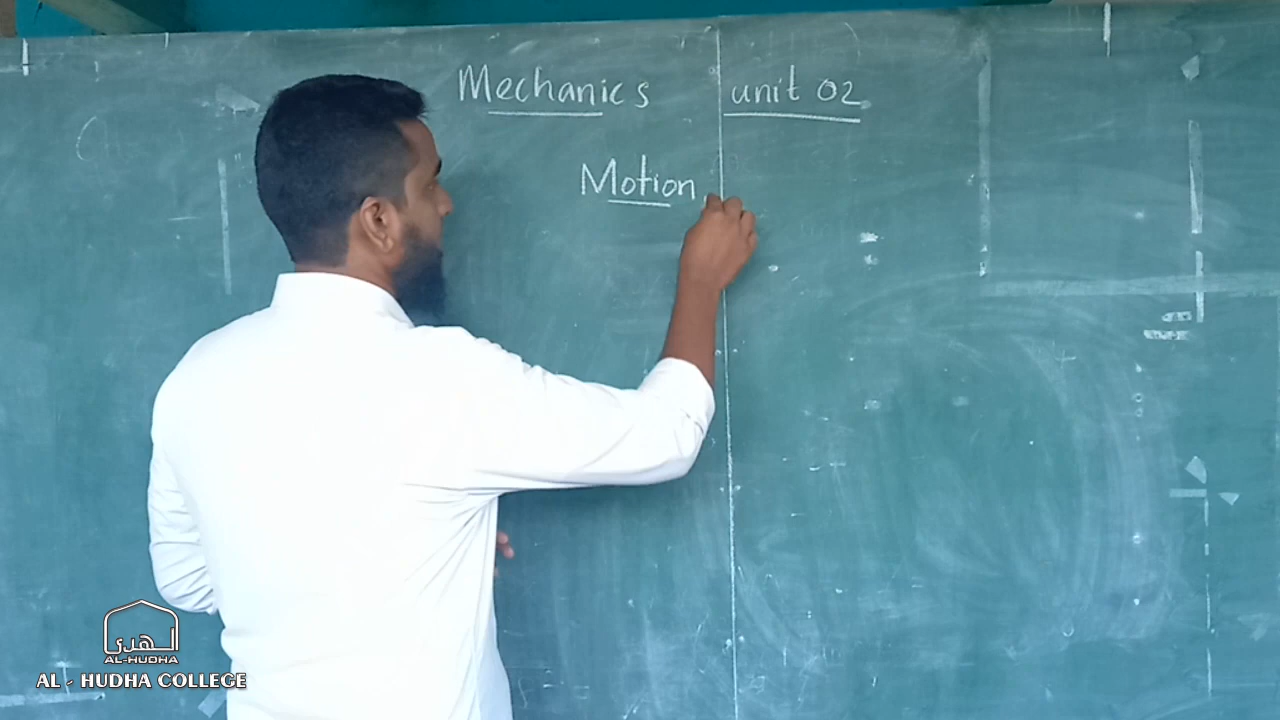 Mechanics unit 02
Motion
الهدى
AL-HUDHA
AL - HUDHA COLLEGE